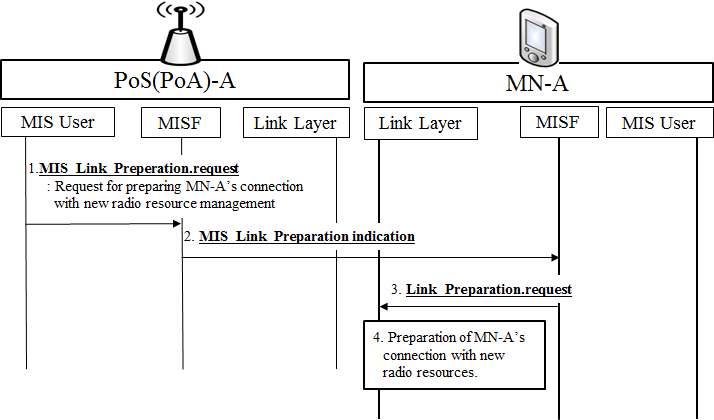 PoS(PoA)-A
MN-A
MIS User
MISF
Link Layer
Link Layer
MISF
MIS User
1.MIS_Link_Preperation.request
: Request for preparing MN-A’s connection
with new radio resource management
2. MIS_Link_Preparation indication
3. Link_Preparation.request
4. Preparation of MN-A’s
connection with new
radio resources.